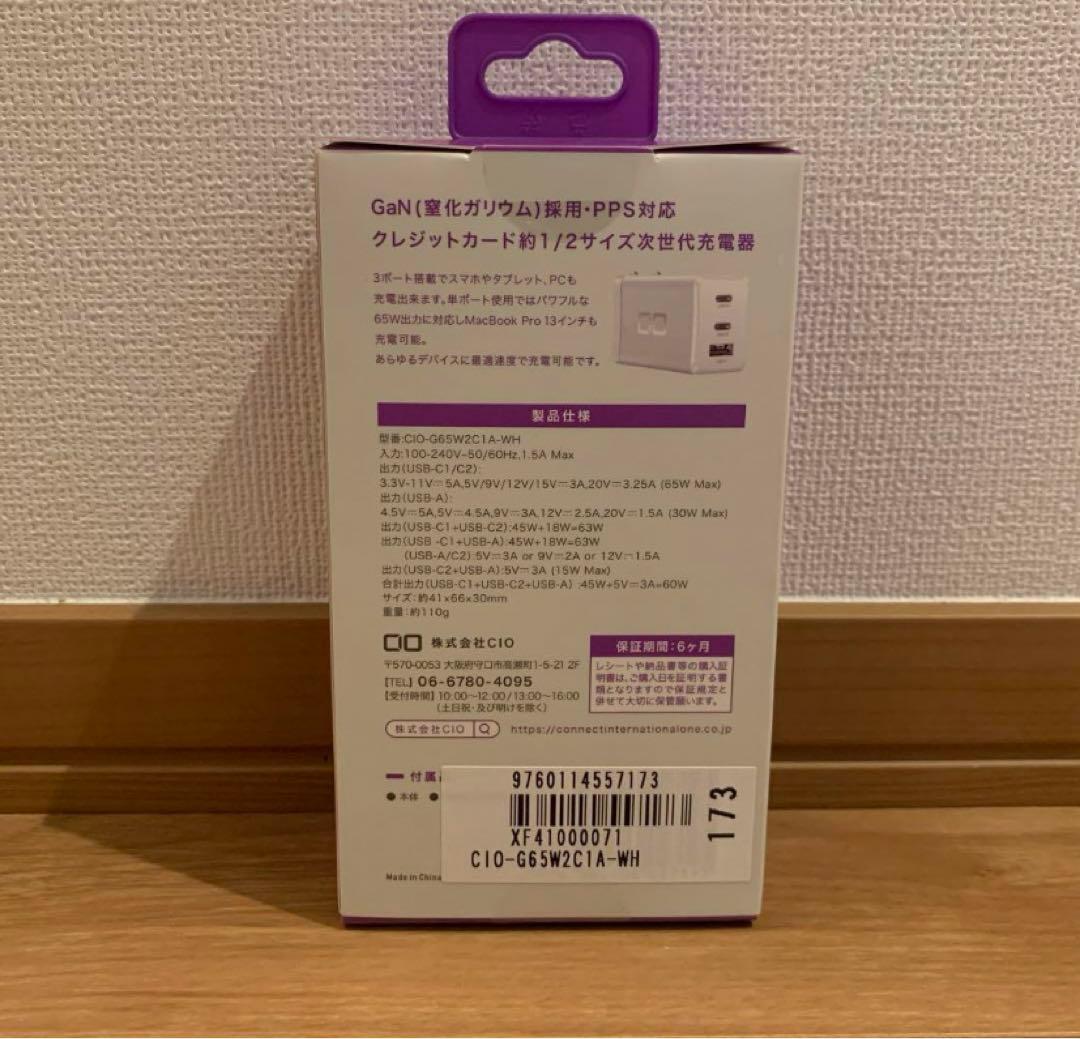 GaN(窒化ガリウム)採用・PPS対応
クレジットカード約1/2サイズ次世代充電器
3ポート搭載でスマホやタブレット、PCも
充電出来ます。単ポート使用ではパワフルな
65W出力に対応しMacBook Pro 13インチも
充電可能。
あらゆるデバイスに最適速度で充電可能です。
製品仕様
型番:CIO-G65W2C1A-WH
入力:100-240V~50/60Hz,1.5A Max
出力(USB-C1/C2):
3.3V-11V⎓5A,5V/9V/12V/15V⎓3A,20V⎓3.25A (65W Max)
出力(USB-A):
4.5V⎓5A,5V⎓4.5A,9V⎓3A,12V⎓2.5A,20V⎓1.5A (30W Max)
出力(USB-C1+USB-C2):45W+18W=63W
出力(USB -C1+USB-A):45W+18W=63W
(USB-A/C2):5V⎓3A or 9V⎓2A or 12V⎓1.5A
出力(USB-C2+USB-A):5V⎓3A (15W Max)
合計出力(USB-C1+USB-C2+USB-A) :45W+5V⎓3A=60W
サイズ:約41×66×30mm
重量:約110g
株式会社CIO
〒570-0053 大阪府守口市高瀬町1-5-21 2F
【TEL】 06-6780-4095
【受付時間】 10:00~12:00/13:00~16:00
(土日祝・及び明けを除く)
株式会社CIO
https://connectinternationalone.co.jp
保証期間:6ヶ月
レシートや納品書等の購入証
明書は、ご購入日を証明する書
類となりますので保証規定と
併せて大切に保管願います。
付属
● 本体 ●
9760114557173
XF41000071
CIO-G65W2C1A-WH
173
Made in China